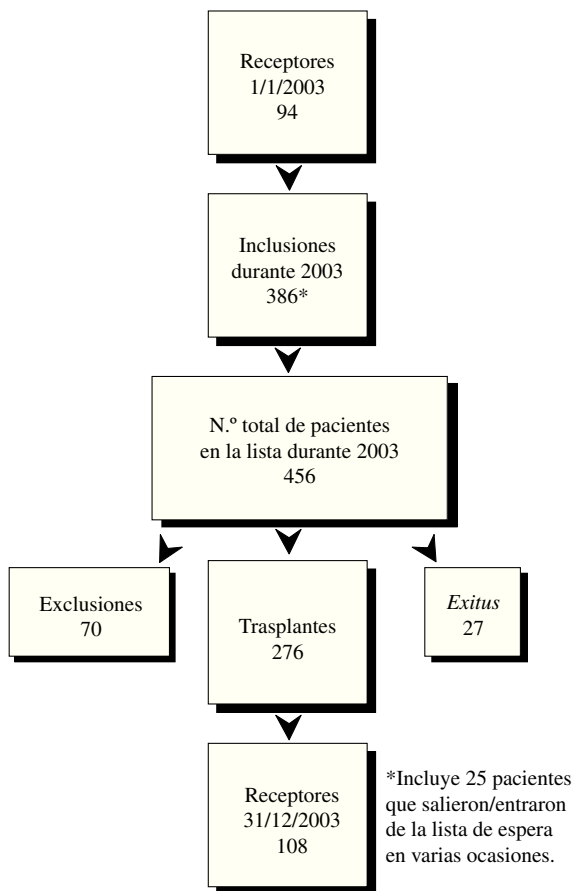 Receptores
1/1/2003
94
Inclusiones
durante 2003
386*
N.º total de pacientes
en la lista durante 2003
456
Exclusiones
70
Trasplantes
276
Exitus
27
Receptores
31/12/2003
108
*Incluye 25 pacientes
que salieron/entraron
de la lista de espera
en varias ocasiones.